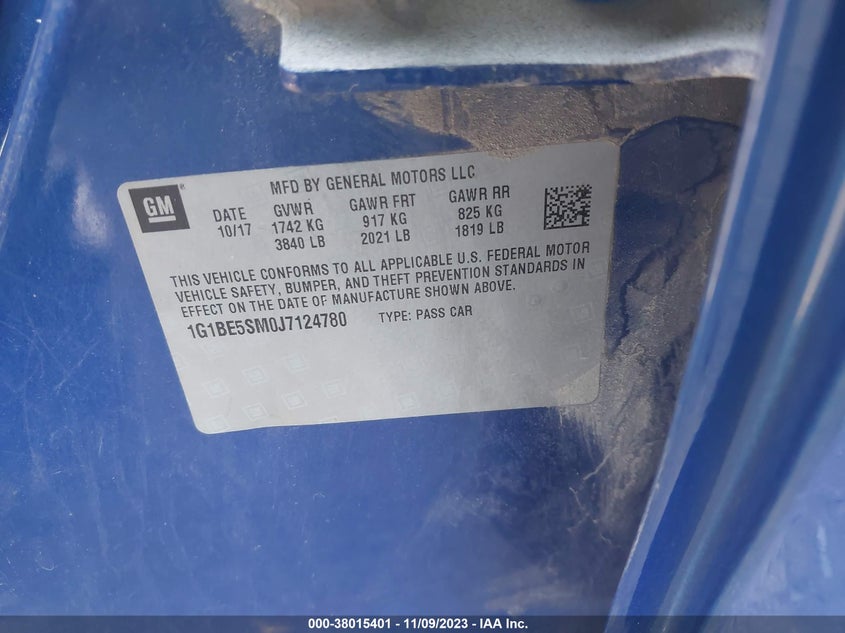 MFD BY GENERAL MOTORS LLC
GM
DATE GVWR GAWR FRT GAWR RR
10/17 1742 KG 917 KG 825 KG
3840 LB 2021 LB 1819 LB
THIS VEHICLE CONFORMS TO ALL APPLICABLE U.S. FEDERAL MOTOR
VEHICLE SAFETY, BUMPER, AND THEFT PREVENTION STANDARDS IN
EFFECT ON THE DATE OF MANUFACTURE SHOWN ABOVE.
1G1BE5SM0J7124780 TYPE: PASS CAR
000-38015401 - 11/09/2023 - IAA Inc.